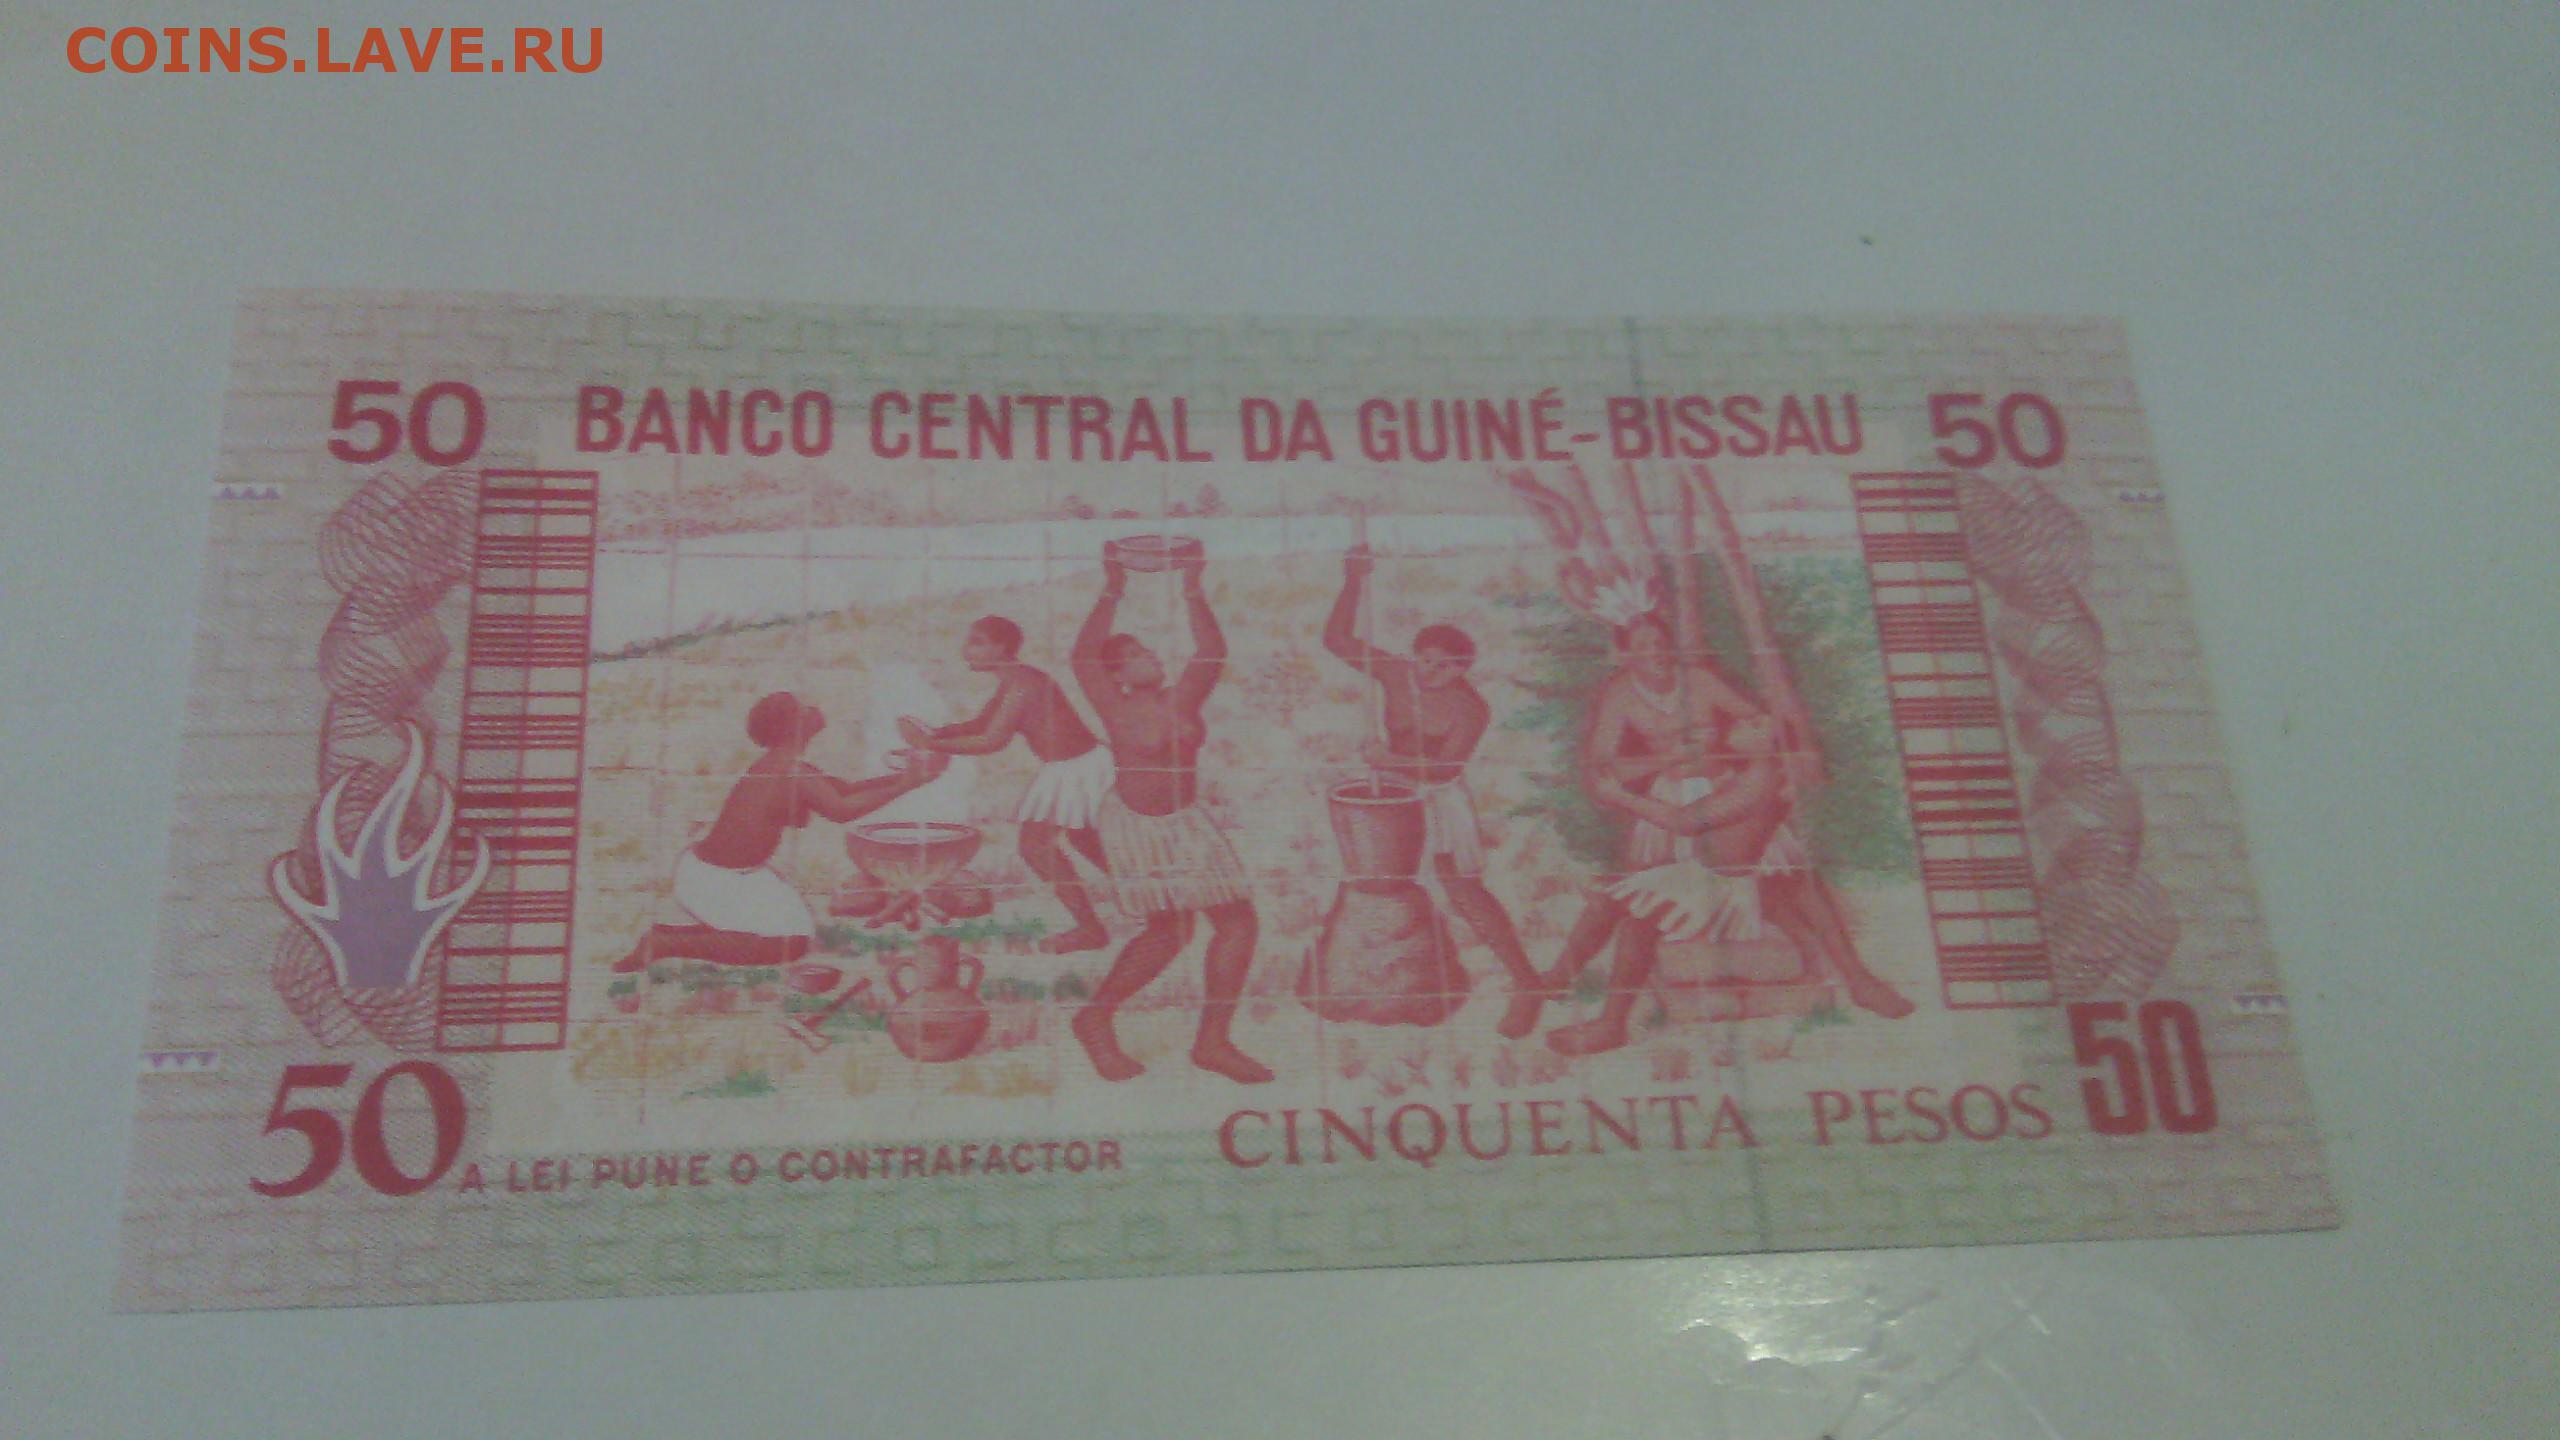 COINS.LAVE.RU
50 BANCO CENTRAL DA GUINÉ-BISSAU 50
50 A LEI PUNE O CONTRAFACTOR CINQUENTA PESOS 50